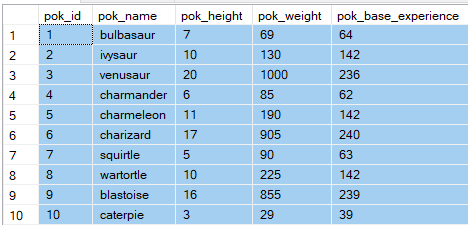 pok_id pok_name pok_height pok_weight pok_base_experience
1 1 bulbasaur 7 69 64
2 2 ivysaur 10 130 142
3 3 venusaur 20 1000 236
4 4 charmander 6 85 62
5 5 charmeleon 11 190 142
6 6 charizard 17 905 240
7 7 squirtle 5 90 63
8 8 wartortle 10 225 142
9 9 blastoise 16 855 239
10 10 caterpie 3 29 39